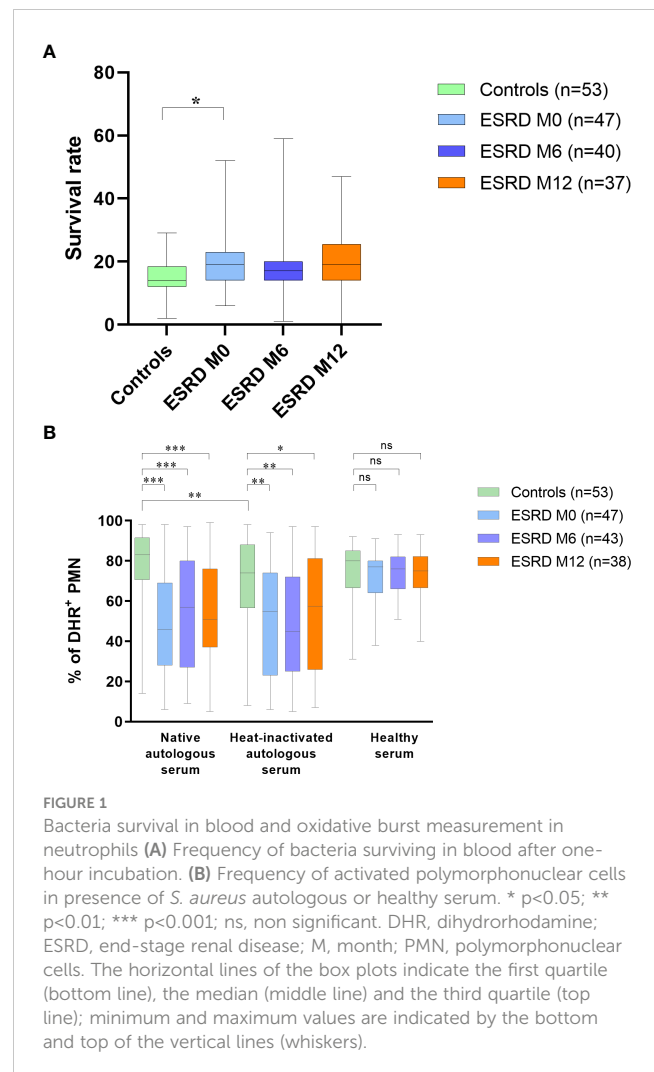 A
80
60
40
20
0
Survival rate
*
Controls
ESRD M0
ESRD M6
ESRD M12
Controls (n=53)
ESRD M0 (n=47)
ESRD M6 (n=40)
ESRD M12 (n=37)
B
***
***
***
**
*
**
**
ns
ns
ns
100
80
60
40
20
0
% of DHR+ PMN
Native
autologous
serum
Heat-inactivated
autologous
serum
Healthy
serum
Controls (n=53)
ESRD M0 (n=47)
ESRD M6 (n=43)
ESRD M12 (n=38)
FIGURE 1
Bacteria survival in blood and oxidative burst measurement in
neutrophils (A) Frequency of bacteria surviving in blood after one-
hour incubation. (B) Frequency of activated polymorphonuclear cells
in presence of S. aureus autologous or healthy serum. * p<0.05; **
p<0.01; *** p<0.001; ns, non significant. DHR, dihydrorhodamine;
ESRD, end-stage renal disease; M, month; PMN, polymorphonuclear
cells. The horizontal lines of the box plots indicate the first quartile
(bottom line), the median (middle line) and the third quartile (top
line); minimum and maximum values are indicated by the bottom
and top of the vertical lines (whiskers).